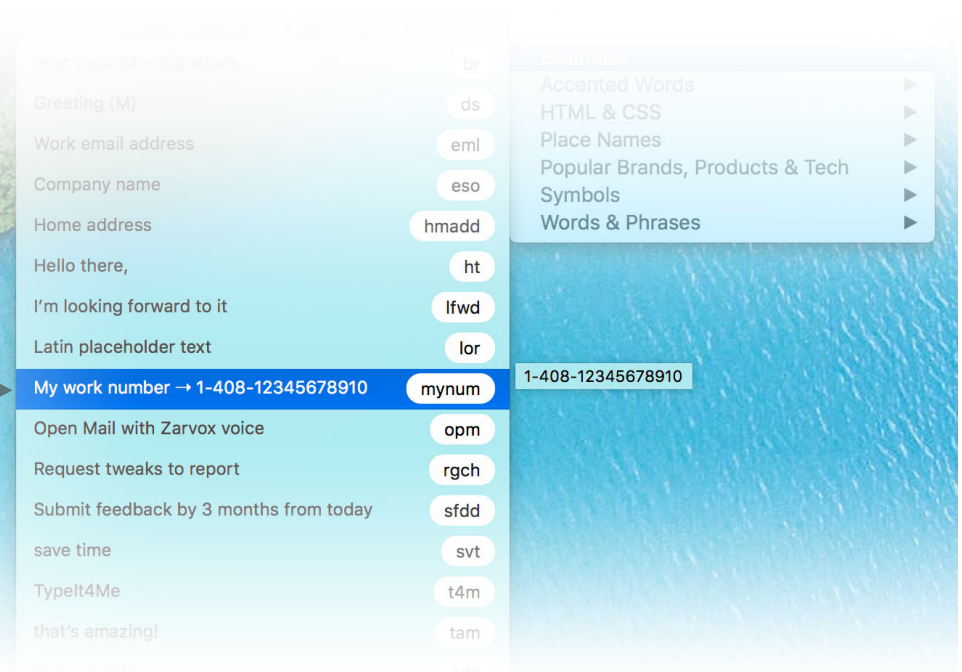 Best regards + Signature br
Greeting (M) ds
Work email address eml
Company name eso
Home address hmadd
Hello there, ht
I'm looking forward to it lfwd
Latin placeholder text lor
My work number → 1-408-12345678910 mynum
Open Mail with Zarvox voice opm
Request tweaks to report rgch
Submit feedback by 3 months from today sfdd
save time svt
TypeIt4Me t4m
that's amazing! tam
Examples
Accented Words
HTML & CSS
Place Names
Popular Brands, Products & Tech
Symbols
Words & Phrases
1-408-12345678910